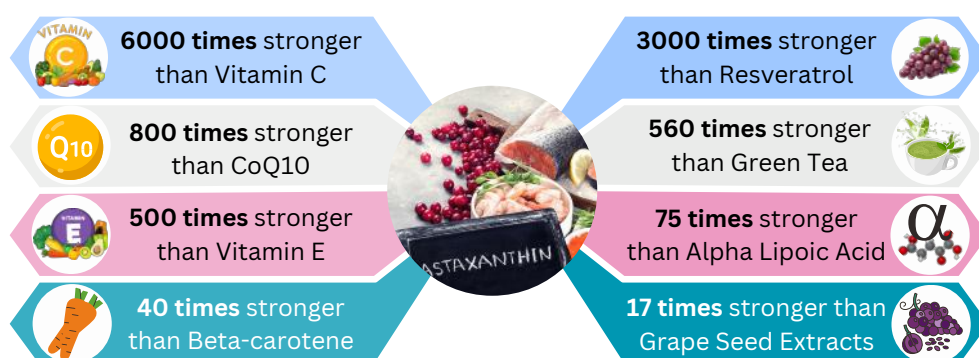 VITAMIN
C
6000 times stronger
than Vitamin C
Q10
800 times stronger
than CoQ10
VITAMIN
E
500 times stronger
than Vitamin E
40 times stronger
than Beta-carotene
ASTAXANTHIN
3000 times stronger
than Resveratrol
560 times stronger
than Green Tea
75 times stronger
than Alpha Lipoic Acid
α
17 times stronger than
Grape Seed Extracts